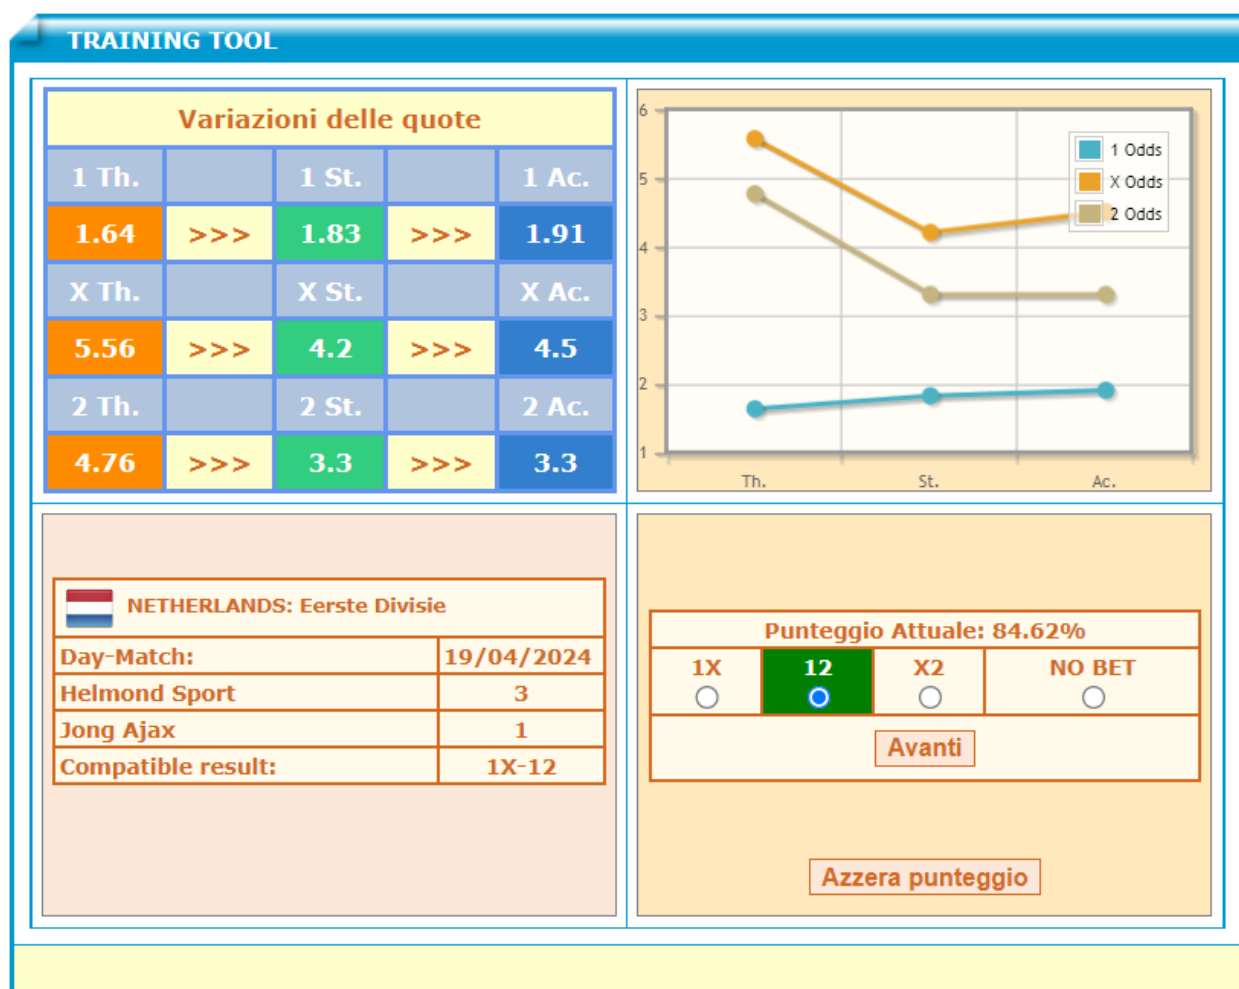 TRAINING TOOL
Variazioni delle quote
1 Th. 1 St. 1 Ac.
1.64 >>> 1.83 >>> 1.91
X Th. X St. X Ac.
5.56 >>> 4.2 >>> 4.5
2 Th. 2 St. 2 Ac.
4.76 >>> 3.3 >>> 3.3
6
5
4
3
2
1
Th. St. Ac.
1 Odds
X Odds
2 Odds
NETHERLANDS: Eerste Divisie
Day-Match: 19/04/2024
Helmond Sport 3
Jong Ajax 1
Compatible result: 1X-12
Punteggio Attuale: 84.62%
1X 12 X2 NO BET
Avanti
Azzera punteggio